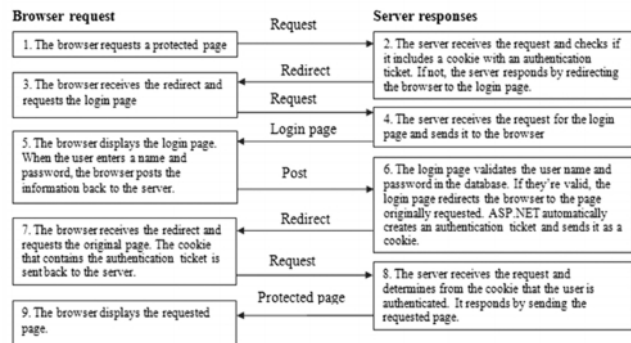 Browser request
Server responses
Request
1. The browser requests a protected page
2. The server receives the request and checks if
it includes a cookie with an authentication
ticket. If not, the server responds by redirecting
the browser to the login page.
Redirect
3. The browser receives the redirect and
requests the login page
Request
4. The server receives the request for the login
page and sends it to the browser
Login page
5. The browser displays the login page.
When the user enters a name and
password, the browser posts the
information back to the server.
Post
6. The login page validates the user name and
password in the database. If they're valid, the
login page redirects the browser to the page
originally requested. ASP.NET automatically
creates an authentication ticket and sends it as a
cookie.
Redirect
7. The browser receives the redirect and
requests the original page. The cookie
that contains the authentication ticket is
sent back to the server.
Request
8. The server receives the request and
determines from the cookie that the user is
authenticated. It responds by sending the
requested page.
Protected page
9. The browser displays the requested
page.